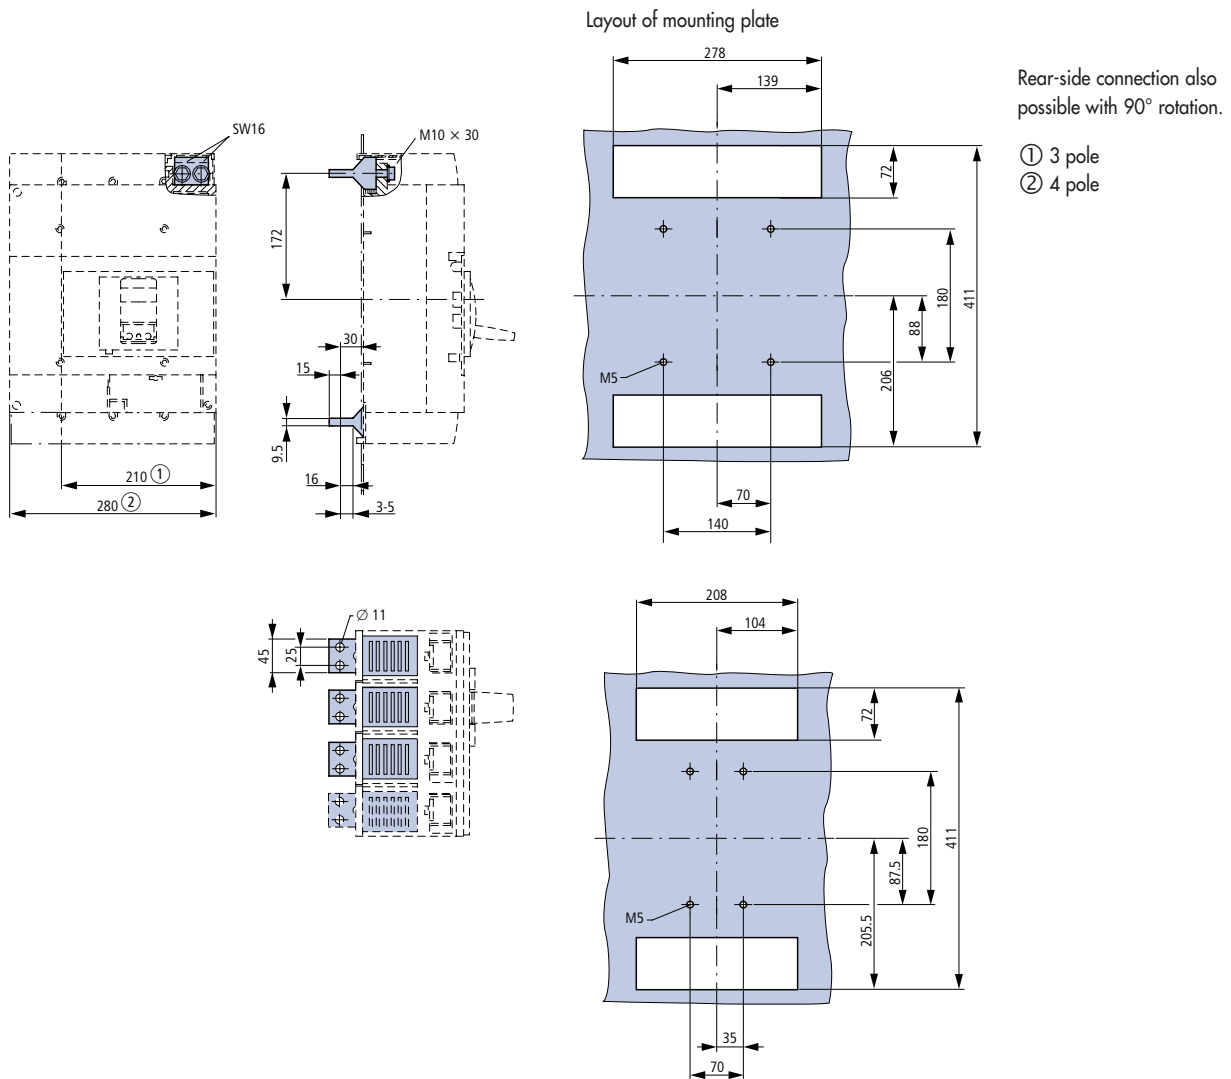 Layout of mounting plate
278
139
Rear-side connection also
possible with 90° rotation.
① 3 pole
② 4 pole
SW16
M10 × 30
72
172
180
411
88
206
30
15
M5
9.5
16
3-5
210 ①
280 ②
70
140
208
104
Ø 11
45
25
72
180
411
87.5
205.5
M5
35
70